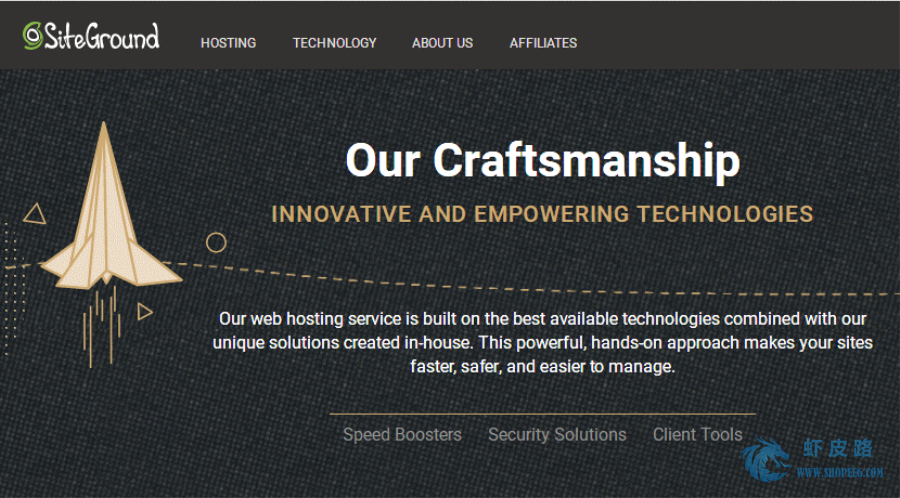 SiteGround
HOSTING TECHNOLOGY ABOUT US AFFILIATES
Our Craftsmanship
INNOVATIVE AND EMPOWERING TECHNOLOGIES
Our web hosting service is built on the best available technologies combined with our
unique solutions created in-house. This powerful, hands-on approach makes your sites
faster, safer, and easier to manage.
Speed Boosters Security Solutions Client Tools
虾皮路
WWW.SHOPEE6.COM